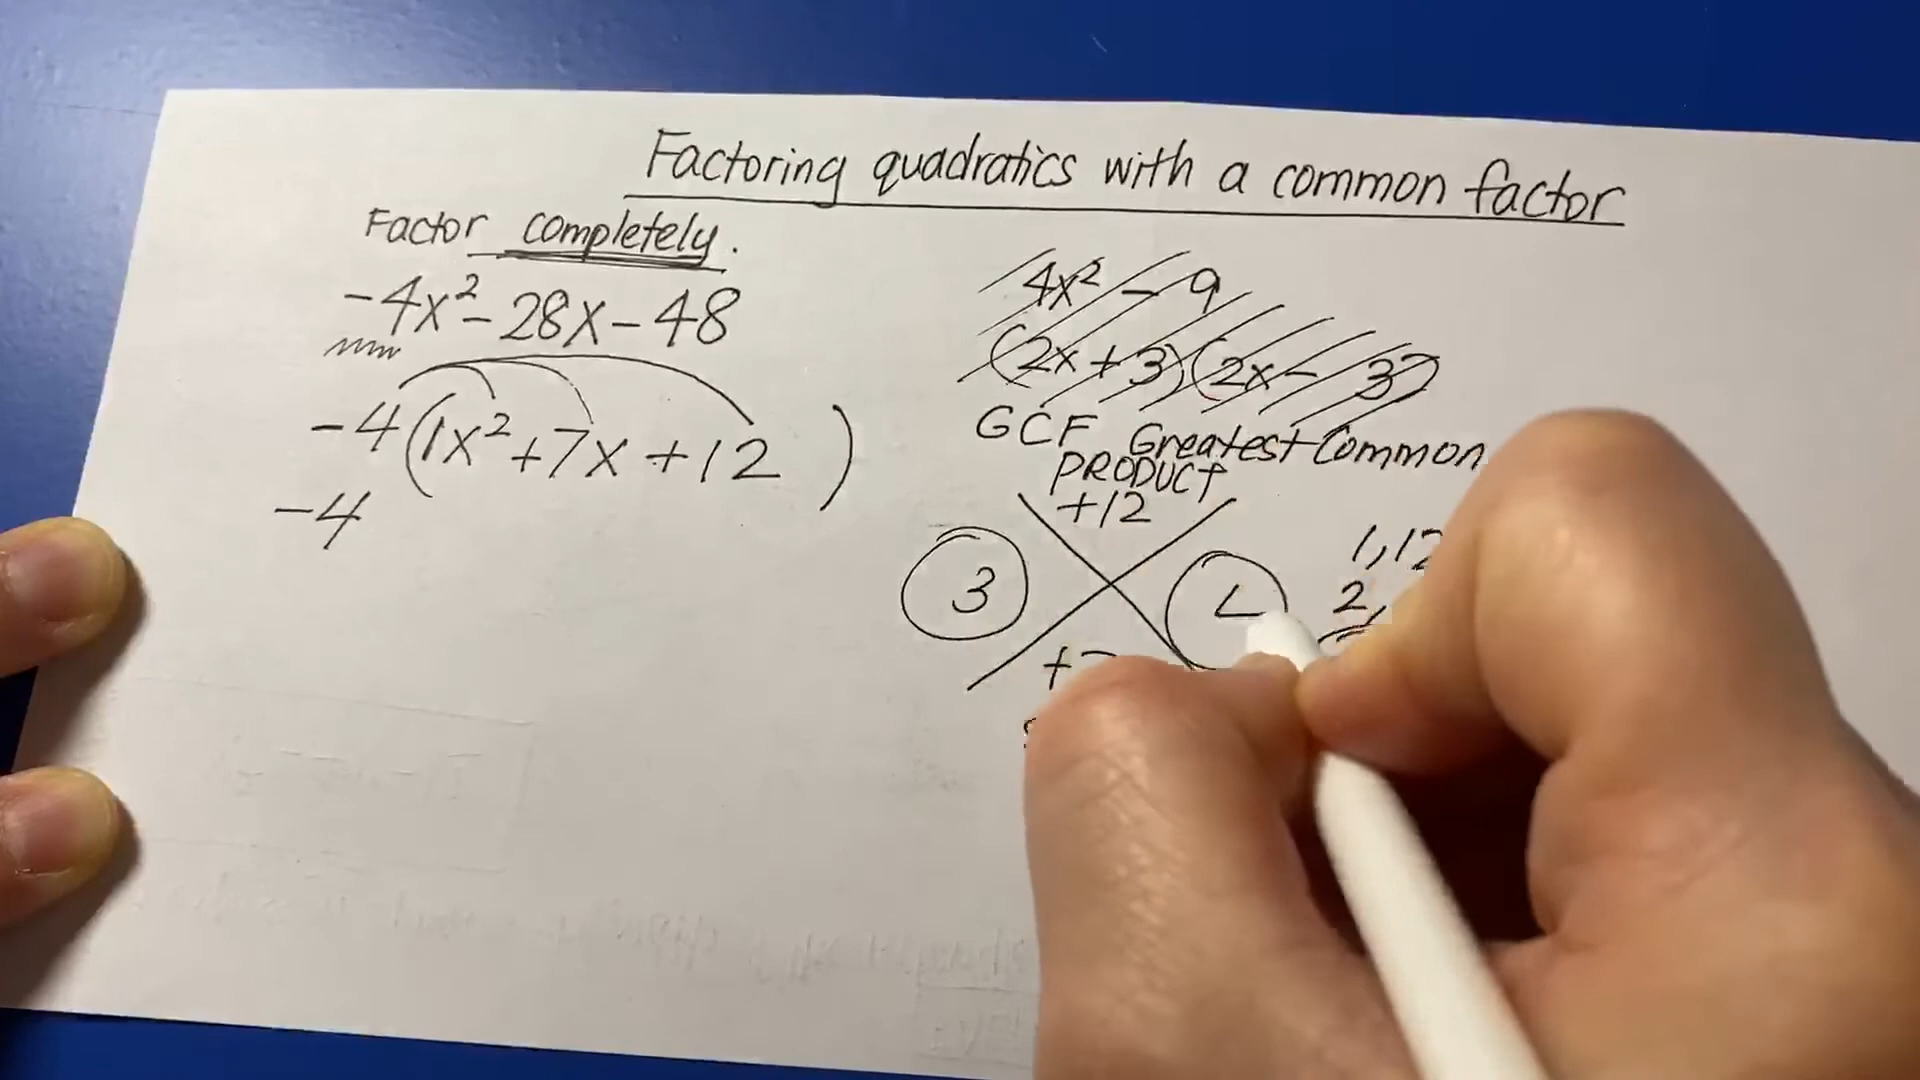 Factoring quadratics with a common factor
Factor completely.
-4x² - 28x - 48
-4(1x² + 7x + 12)
-4
4x² - 9
(2x + 3)(2x - 3)
GCF Greatest Common
PRODUCT
+12
3
1,12
2,